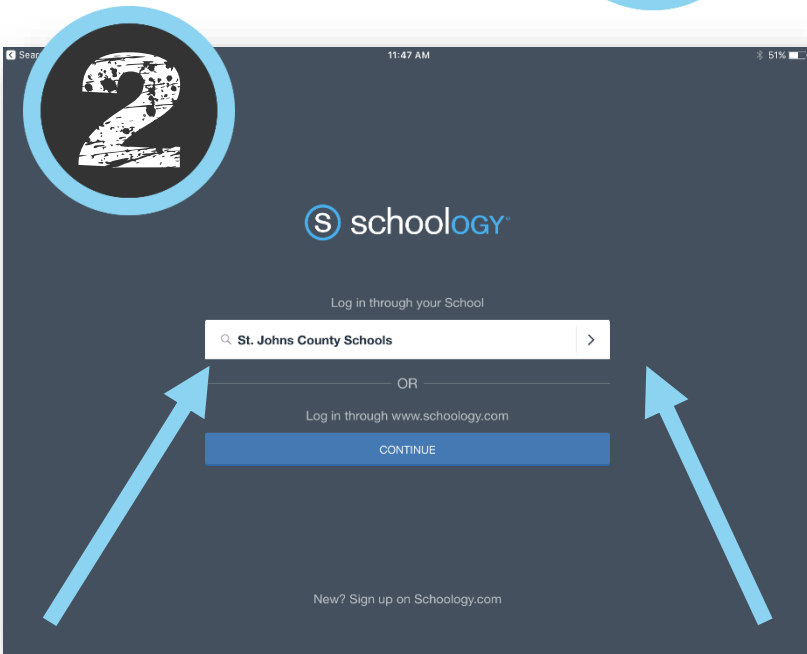 Sear
11:47 AM
51%
2
S schoology
Log in through your School
St. Johns County Schools
OR
Log in through www.schoology.com
CONTINUE
New? Sign up on Schoology.com